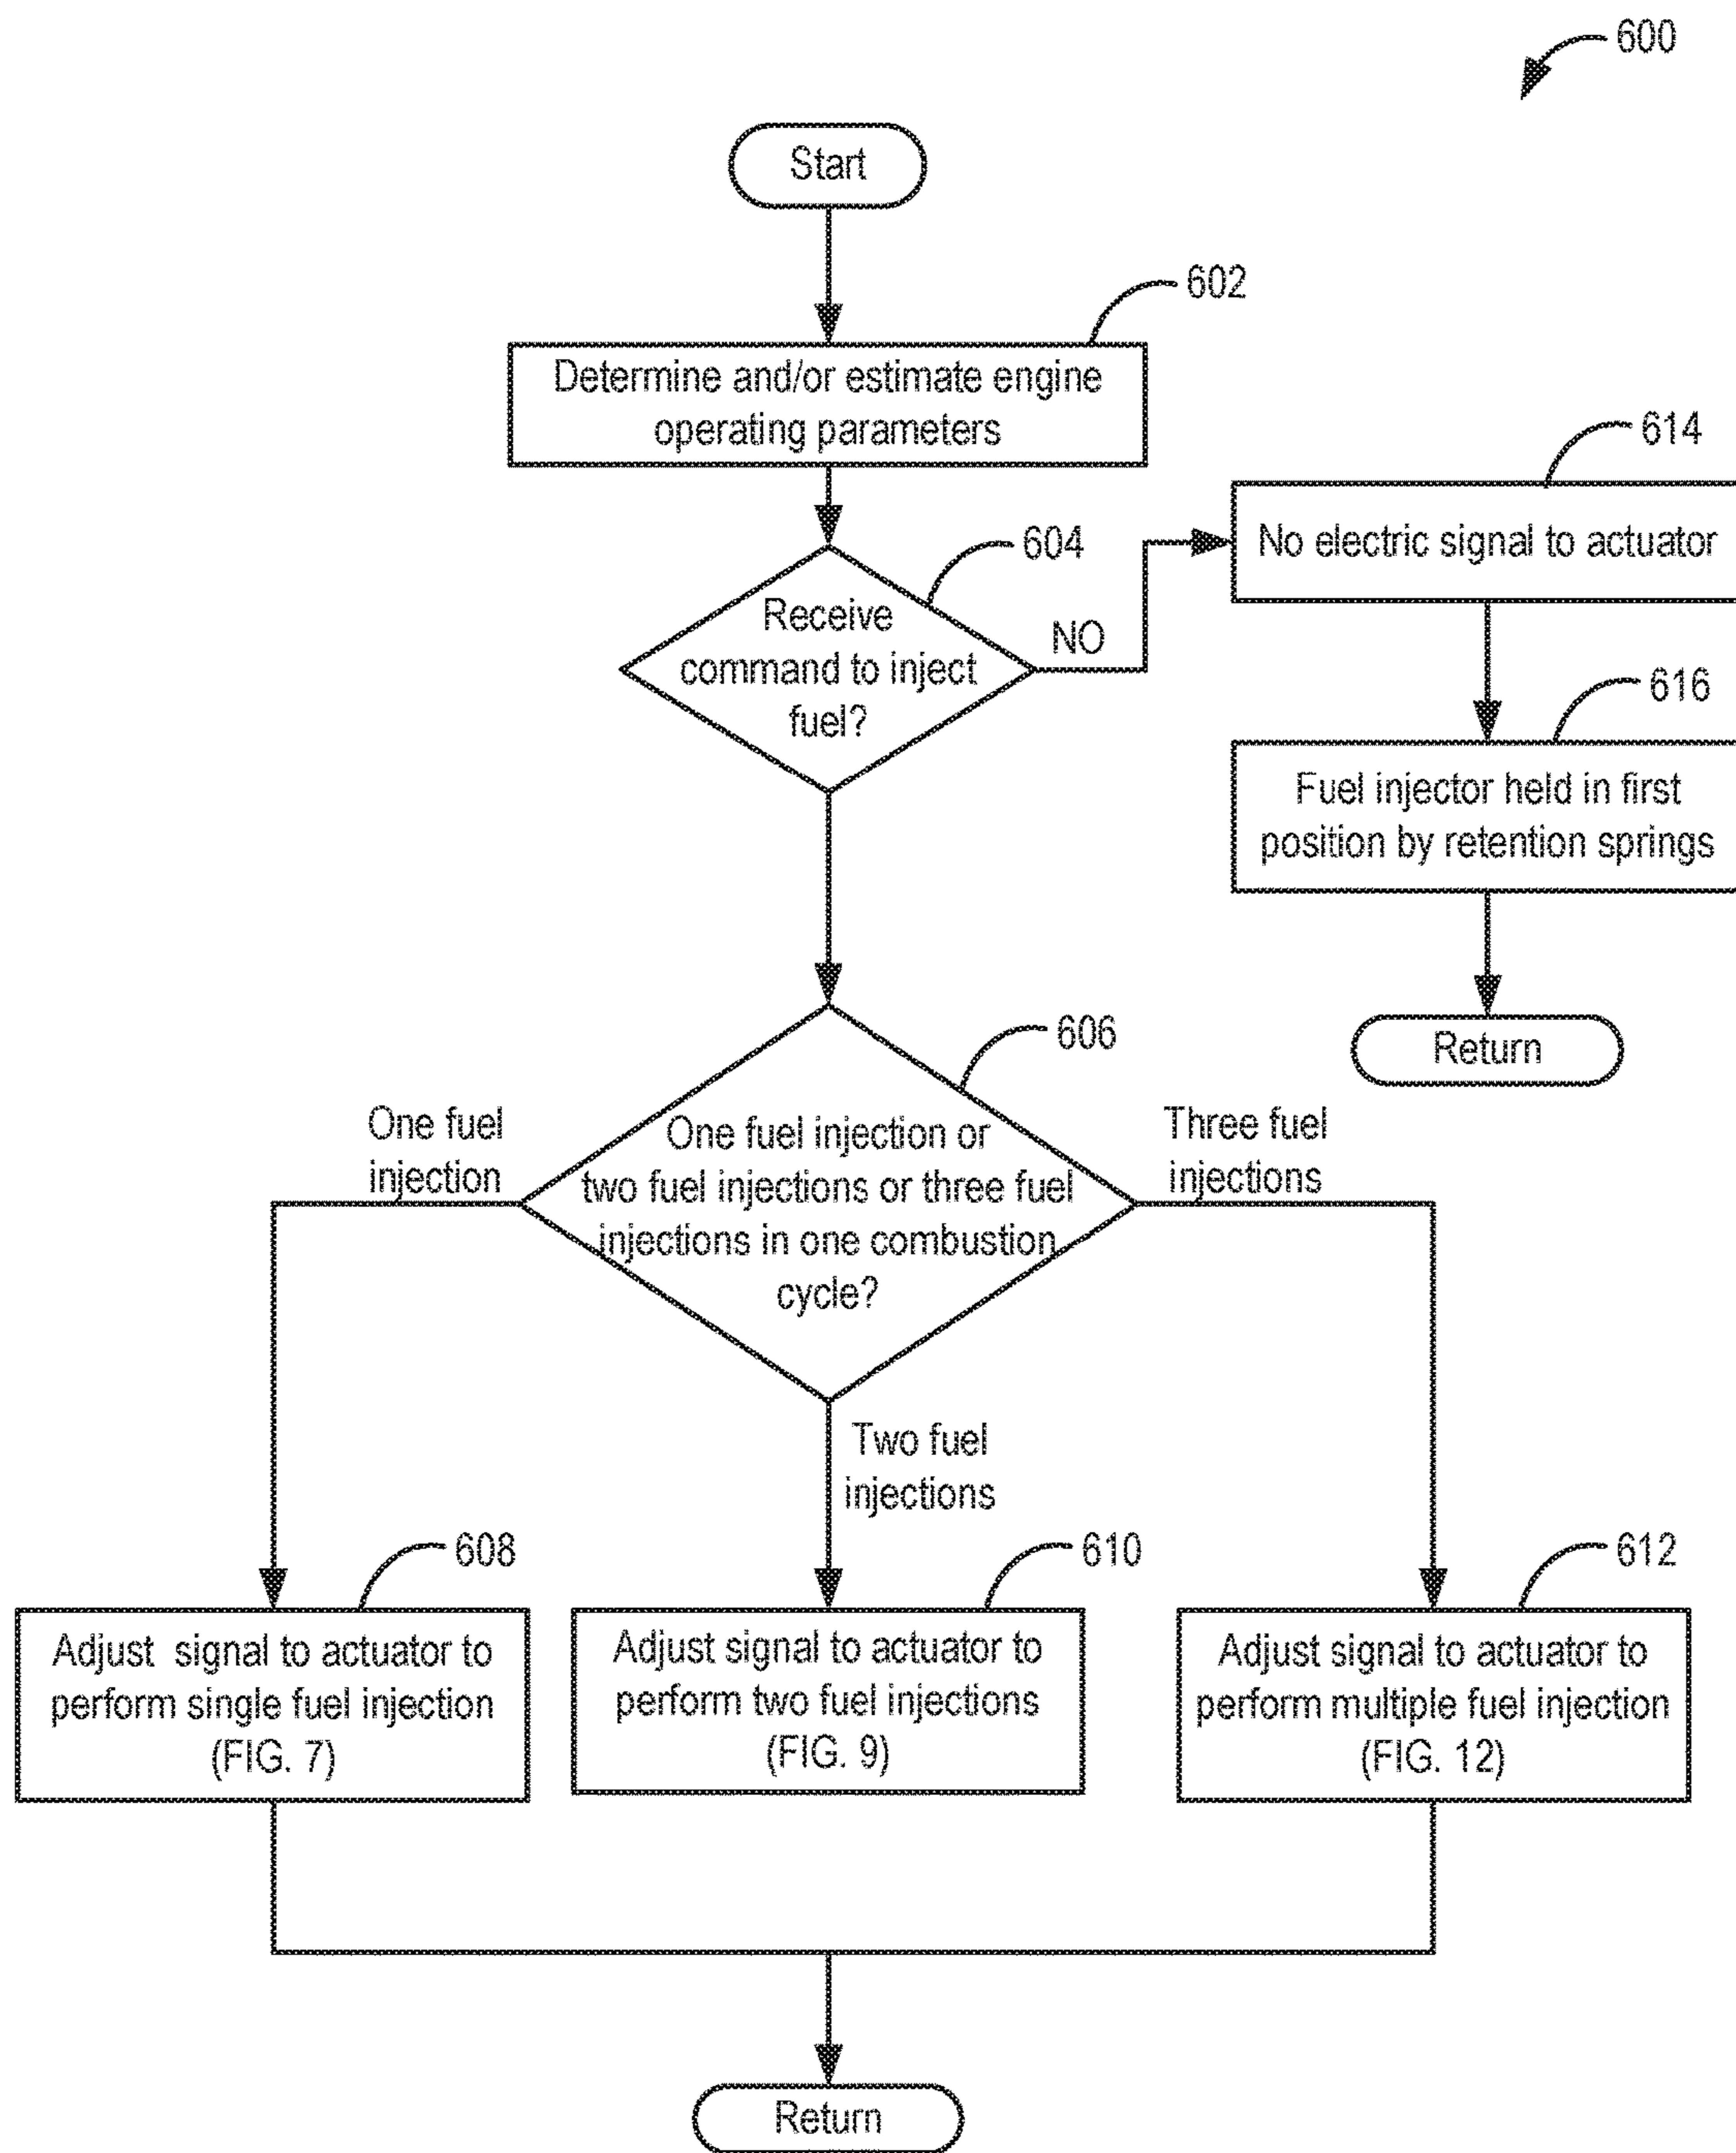 600
Start
602
Determine and/or estimate engine
operating parameters
614
No electric signal to actuator
604
Receive
command to inject
fuel?
NO
616
Fuel injector held in first
position by retention springs
Return
606
One fuel
injection
One fuel injection or
two fuel injections or three fuel
injections in one combustion
cycle?
Three fuel
injections
Two fuel
injections
608
Adjust signal to actuator to
perform single fuel injection
(FIG. 7)
610
Adjust signal to actuator to
perform two fuel injections
(FIG. 9)
612
Adjust signal to actuator to
perform multiple fuel injection
(FIG. 12)
Return